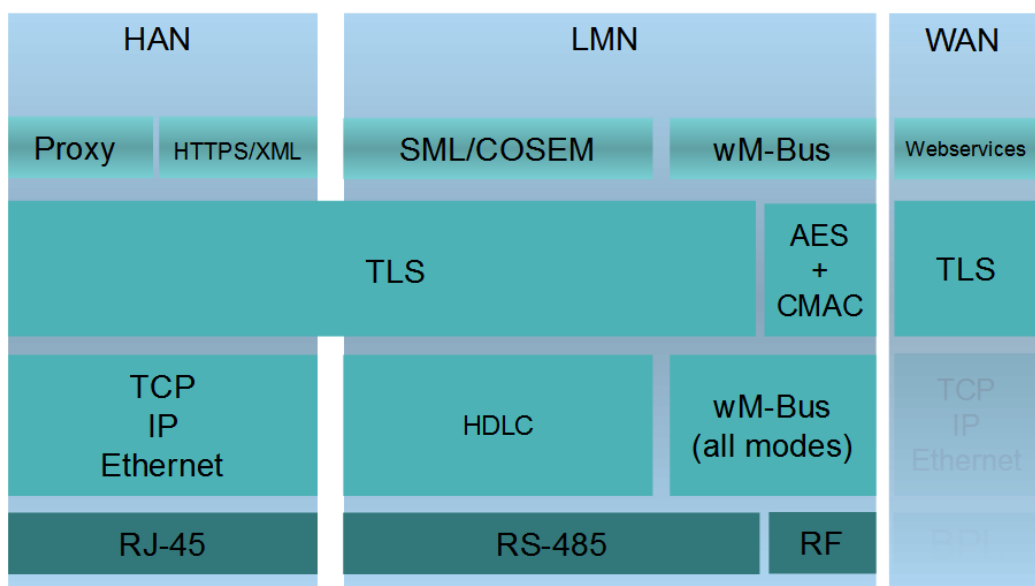 HAN
LMN
WAN
Proxy
HTTPS/XML
SML/COSEM
wM-Bus
Webservices
TLS
AES
+
CMAC
TLS
TCP
IP
Ethernet
HDLC
wM-Bus
(all modes)
TCP
IP
Ethernet
RJ-45
RS-485
RF